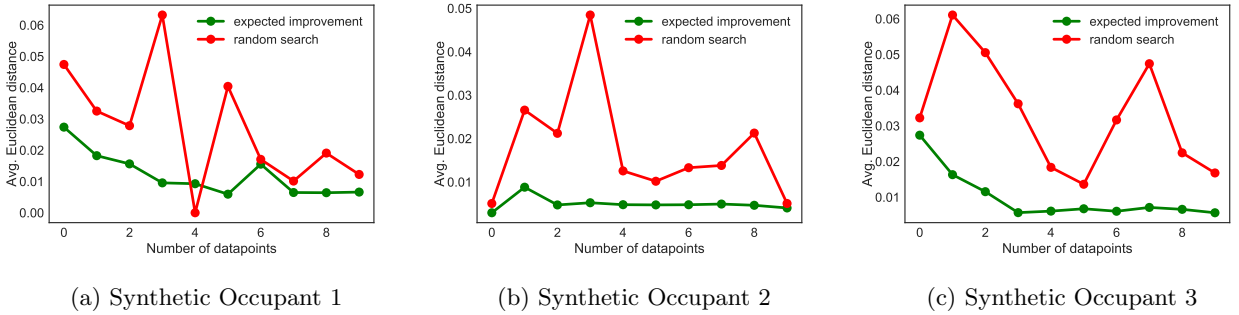 Avg. Euclidean distance
0.06
0.05
0.04
0.03
0.02
0.01
0.00
expected improvement
random search
0 2 4 6 8
Number of datapoints
(a) Synthetic Occupant 1
Avg. Euclidean distance
0.05
0.04
0.03
0.02
0.01
expected improvement
random search
0 2 4 6 8
Number of datapoints
(b) Synthetic Occupant 2
Avg. Euclidean distance
0.06
0.05
0.04
0.03
0.02
0.01
expected improvement
random search
0 2 4 6 8
Number of datapoints
(c) Synthetic Occupant 3